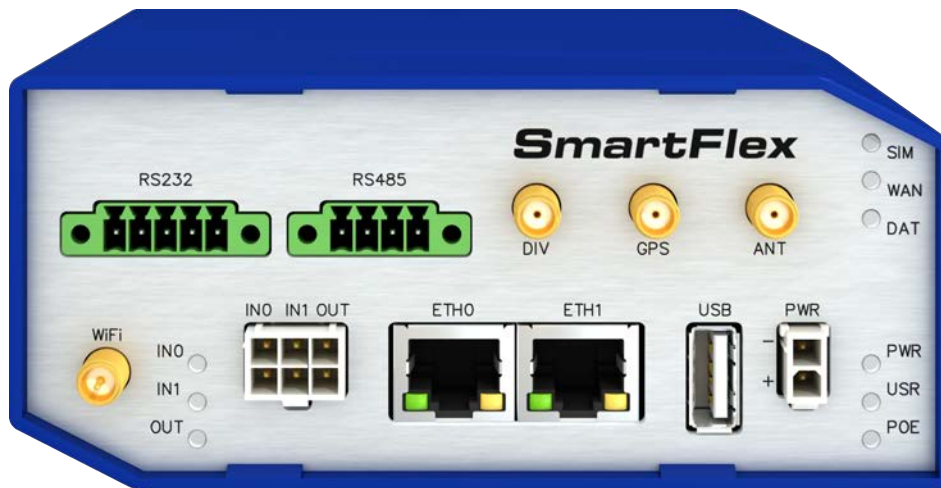 SmartFlex
SIM
WAN
DAT
RS232
RS485
DIV
GPS
ANT
WiFi
IN0
IN1
OUT
IN0 IN1 OUT
ETH0
ETH1
USB
PWR
−
+
PWR
USR
POE